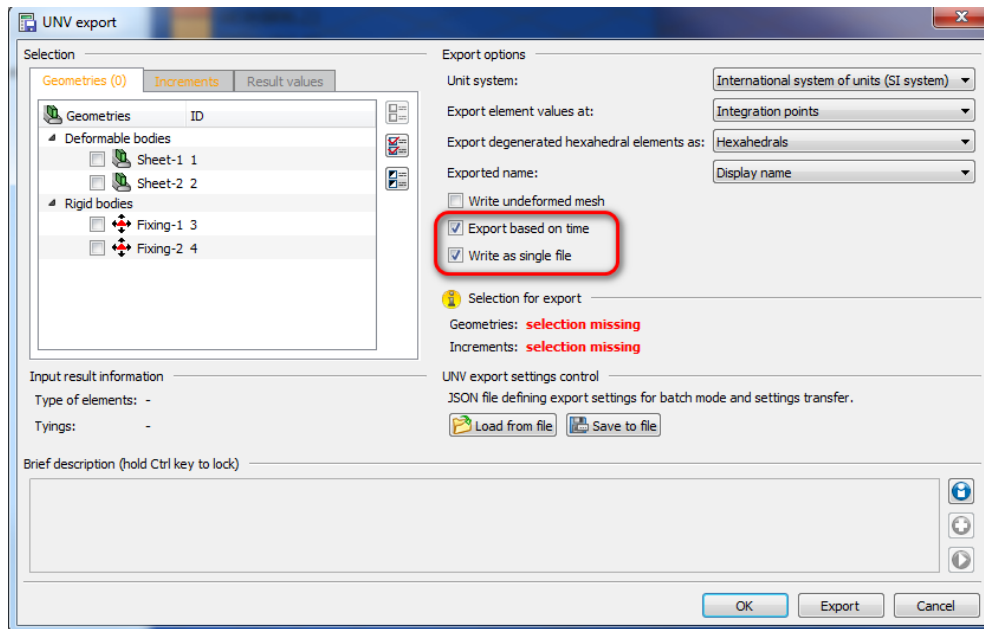 UNV export
Selection
Geometries (0) Increments Result values
Geometries ID
Deformable bodies
Sheet-1 1
Sheet-2 2
Rigid bodies
Fixing-1 3
Fixing-2 4
Export options
Unit system: International system of units (SI system)
Export element values at: Integration points
Export degenerated hexahedral elements as: Hexahedrals
Exported name: Display name
Write undeformed mesh
Export based on time
Write as single file
Selection for export
Geometries: selection missing
Increments: selection missing
Input result information
Type of elements: -
Tyings: -
UNV export settings control
JSON file defining export settings for batch mode and settings transfer.
Load from file Save to file
Brief description (hold Ctrl key to lock)
OK Export Cancel